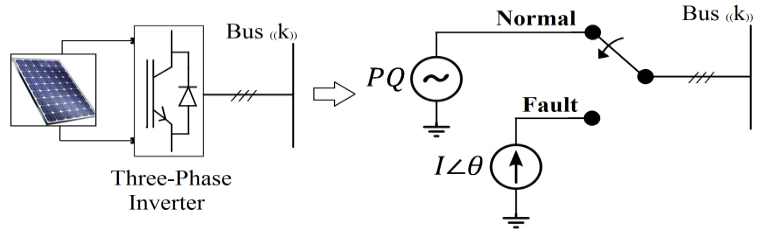 Bus «k»
Three-Phase
Inverter
PQ
Normal
Fault
I∠θ
Bus «k»